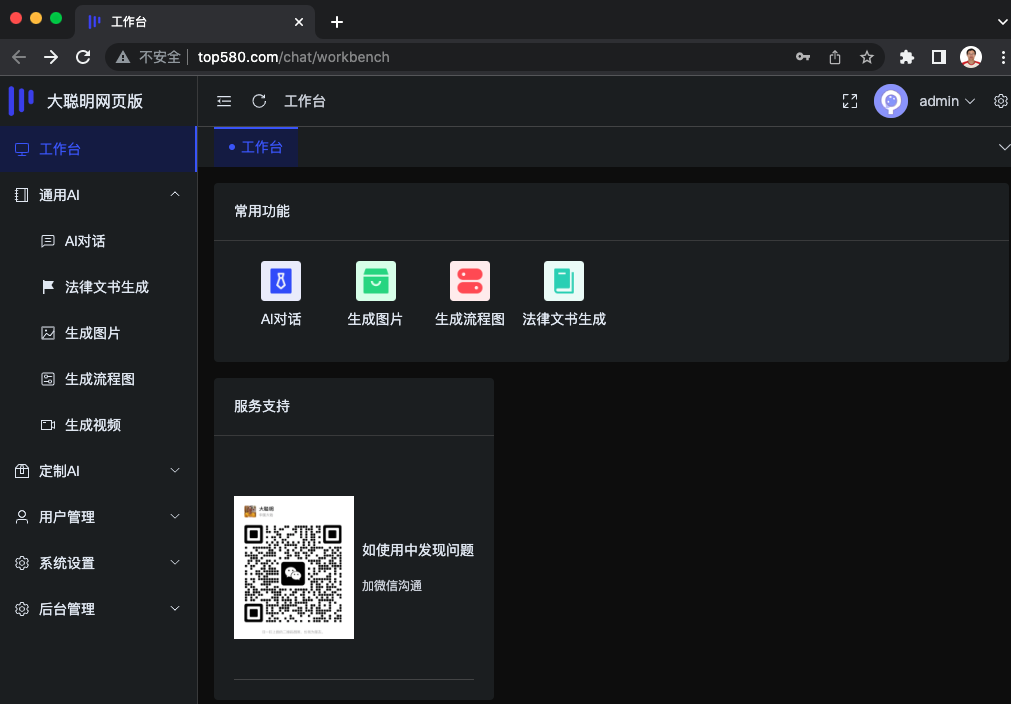 工作台
不安全
top580.com/chat/workbench
大聪明网页版
工作台
admin
工作台
工作台
通用AI
AI对话
法律文书生成
生成图片
生成流程图
生成视频
定制AI
用户管理
系统设置
后台管理
常用功能
AI对话
生成图片
生成流程图
法律文书生成
服务支持
大聪明
如使用中发现问题
加微信沟通